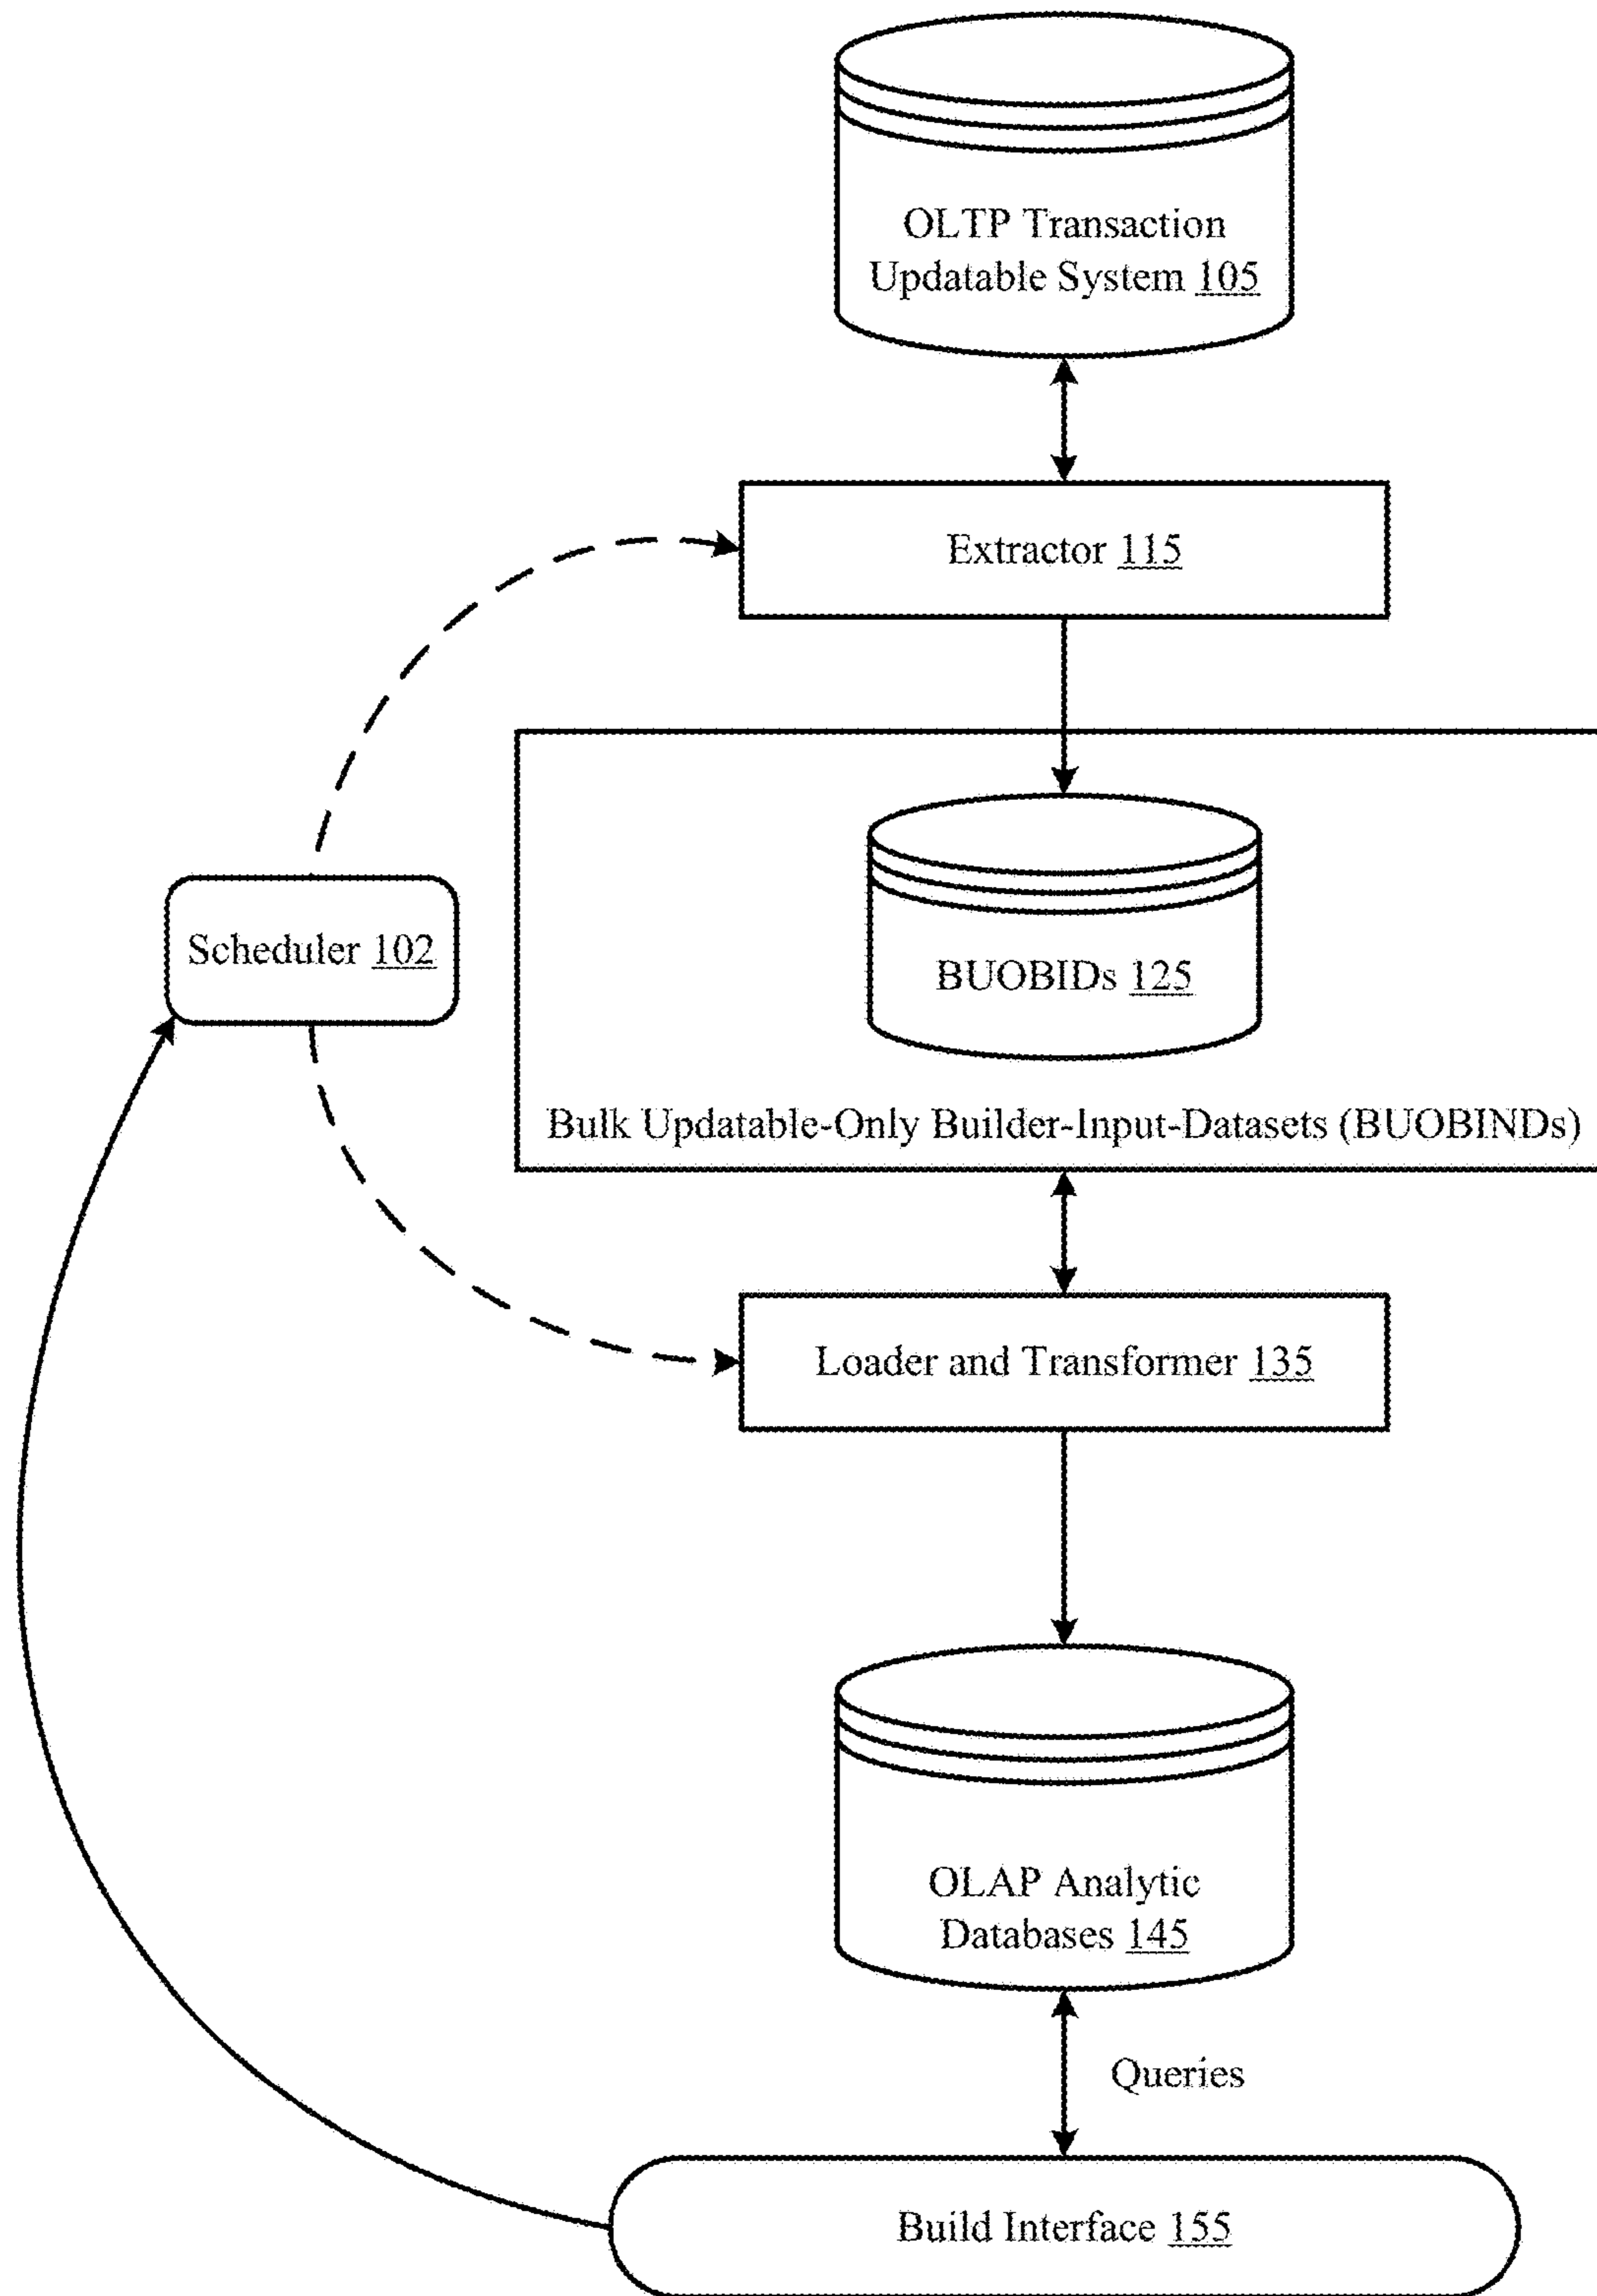 OLTP Transaction
Updatable System 105
Extractor 115
Scheduler 102
BUOBIDs 125
Bulk Updatable-Only Builder-Input-Datasets (BUOBINDs)
Loader and Transformer 135
OLAP Analytic
Databases 145
Queries
Build Interface 155